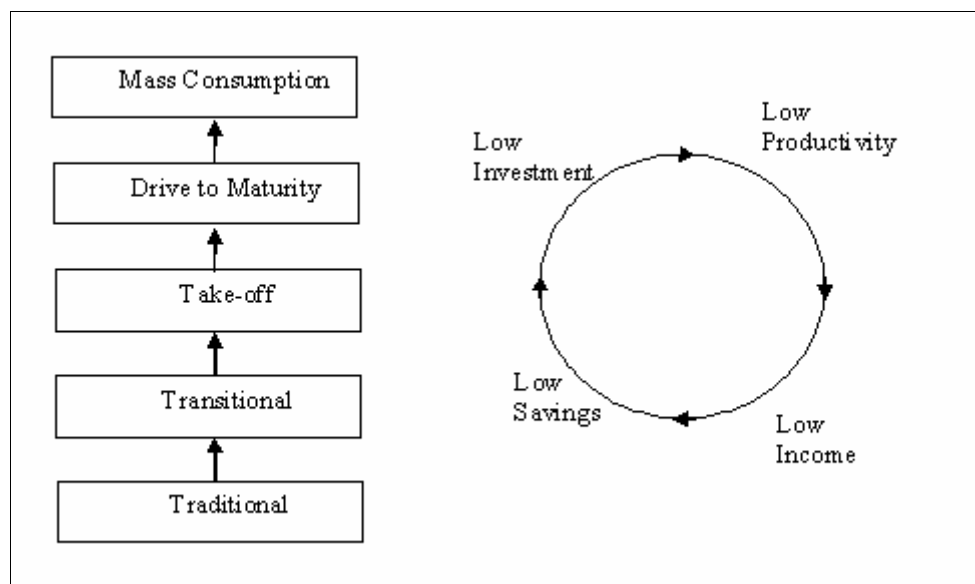 Mass Consumption
Drive to Maturity
Take-off
Transitional
Traditional
Low
Investment
Low
Productivity
Low
Savings
Low
Income